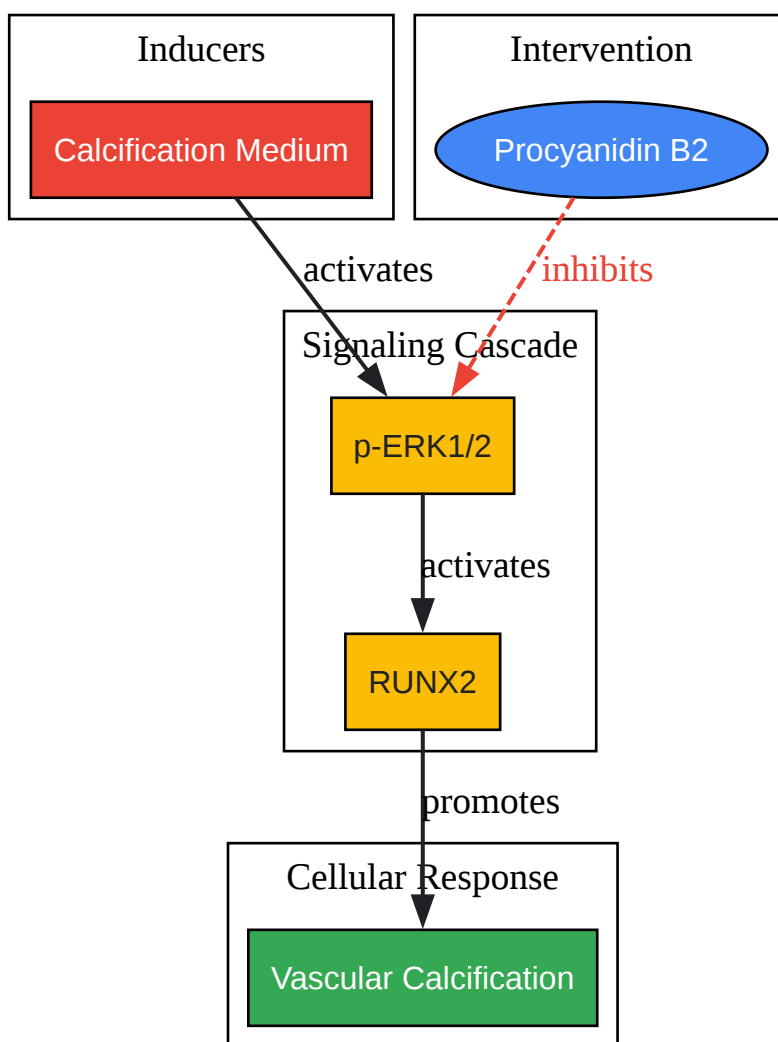 Inducers
Intervention
Calcification Medium
Procyanidin B2
activates
inhibits
Signaling Cascade
p-ERK1/2
activates
RUNX2
promotes
Cellular Response
Vascular Calcification